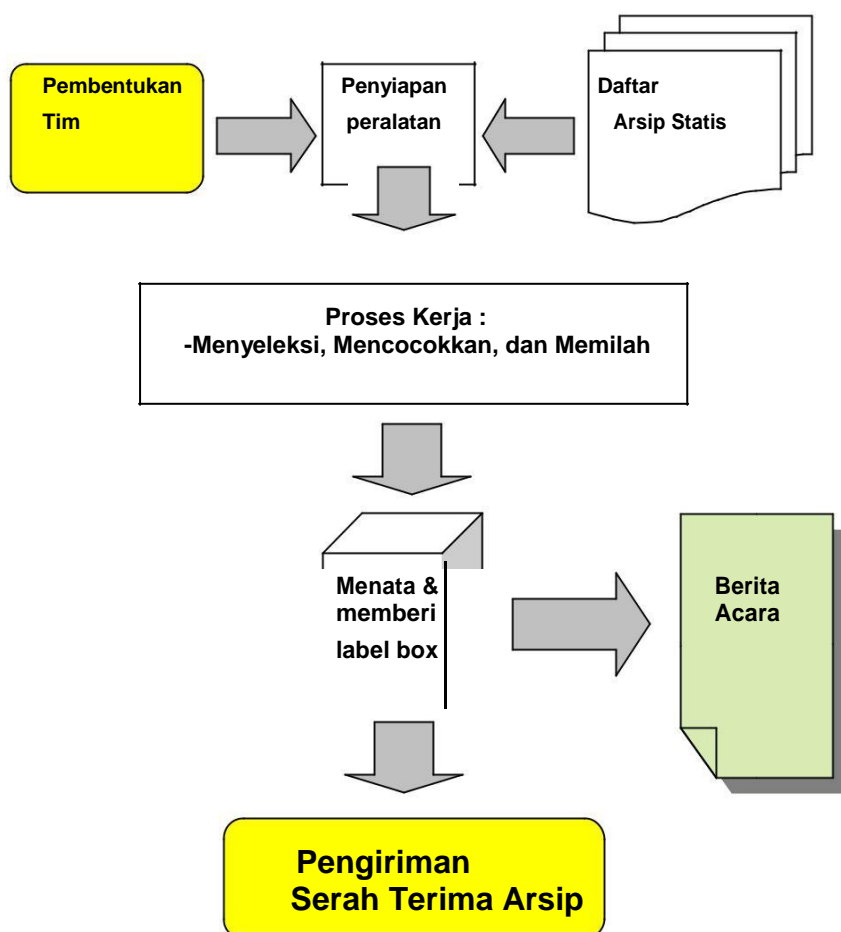 Pembentukan
Tim
Penyiapan
peralatan
Daftar
Arsip Statis
Proses Kerja :
-Menyeleksi, Mencocokkan, dan Memilah
Menata &
memberi
label box
Berita
Acara
Pengiriman
Serah Terima Arsip